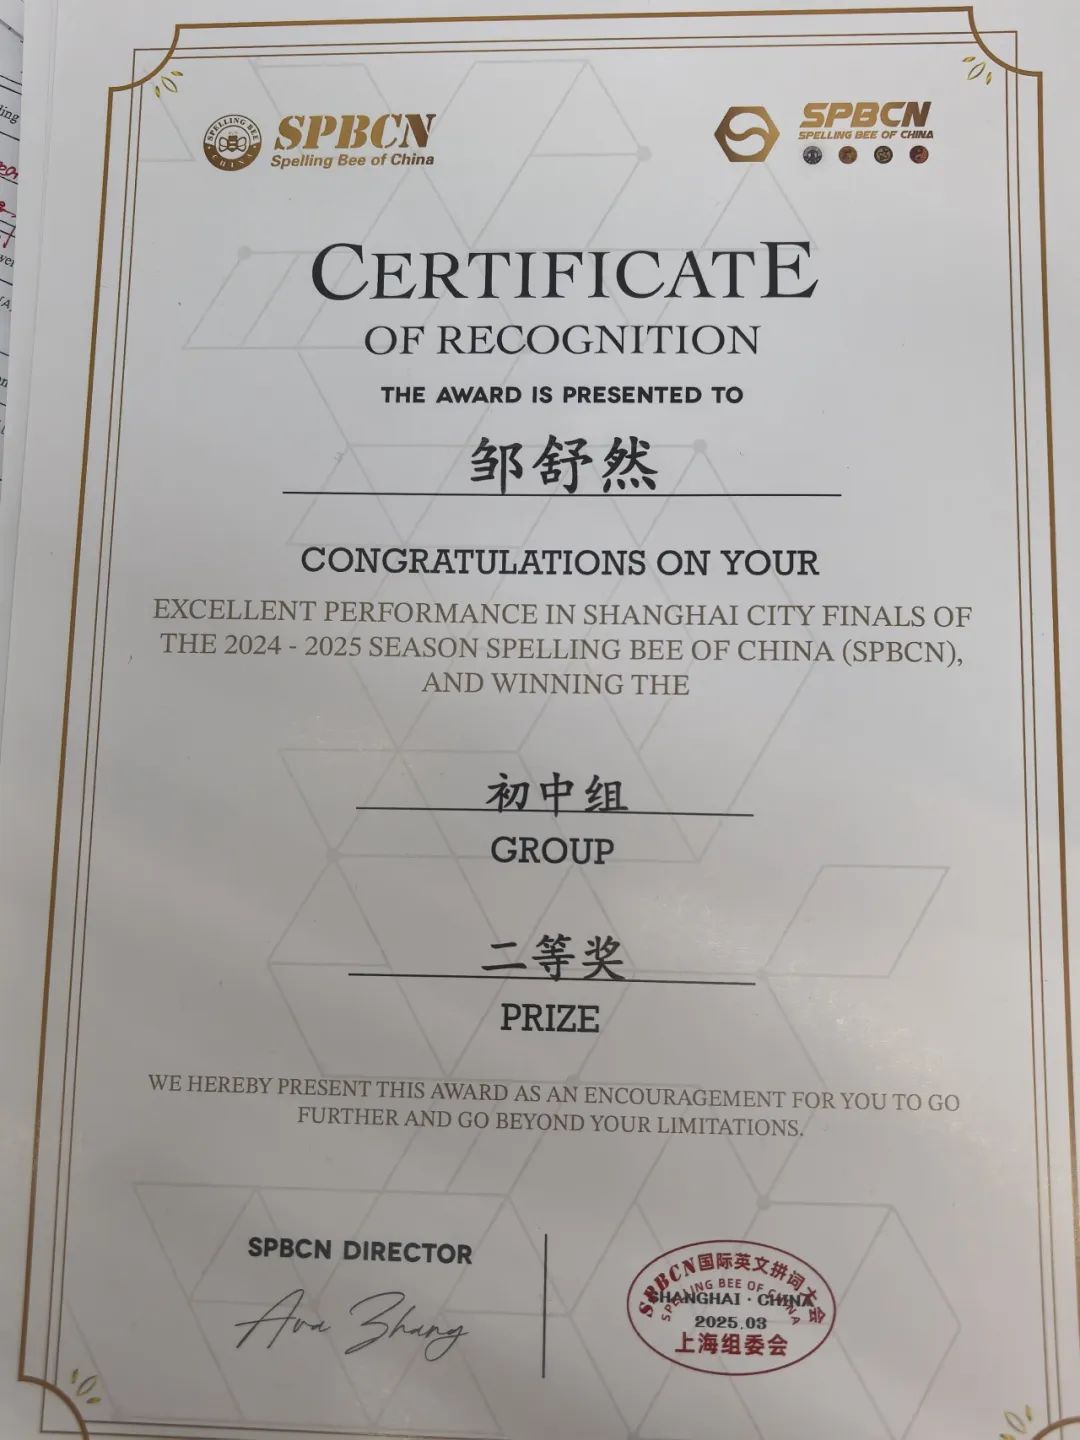 SPELLING BEE
CHINA
SPBCN
Spelling Bee of China
SPBCN
SPELLING BEE OF CHINA
CERTIFICATE
OF RECOGNITION
THE AWARD IS PRESENTED TO
邹舒然
CONGRATULATIONS ON YOUR
EXCELLENT PERFORMANCE IN SHANGHAI CITY FINALS OF
THE 2024 - 2025 SEASON SPELLING BEE OF CHINA (SPBCN),
AND WINNING THE
初中组
GROUP
二等奖
PRIZE
WE HEREBY PRESENT THIS AWARD AS AN ENCOURAGEMENT FOR YOU TO GO
FURTHER AND GO BEYOND YOUR LIMITATIONS.
SPBCN DIRECTOR
Ava Zhang
SPBCN国际英文拼词大会
SPELLING BEE OF CHINA
SHANGHAI · CHINA
2025.03
上海组委会